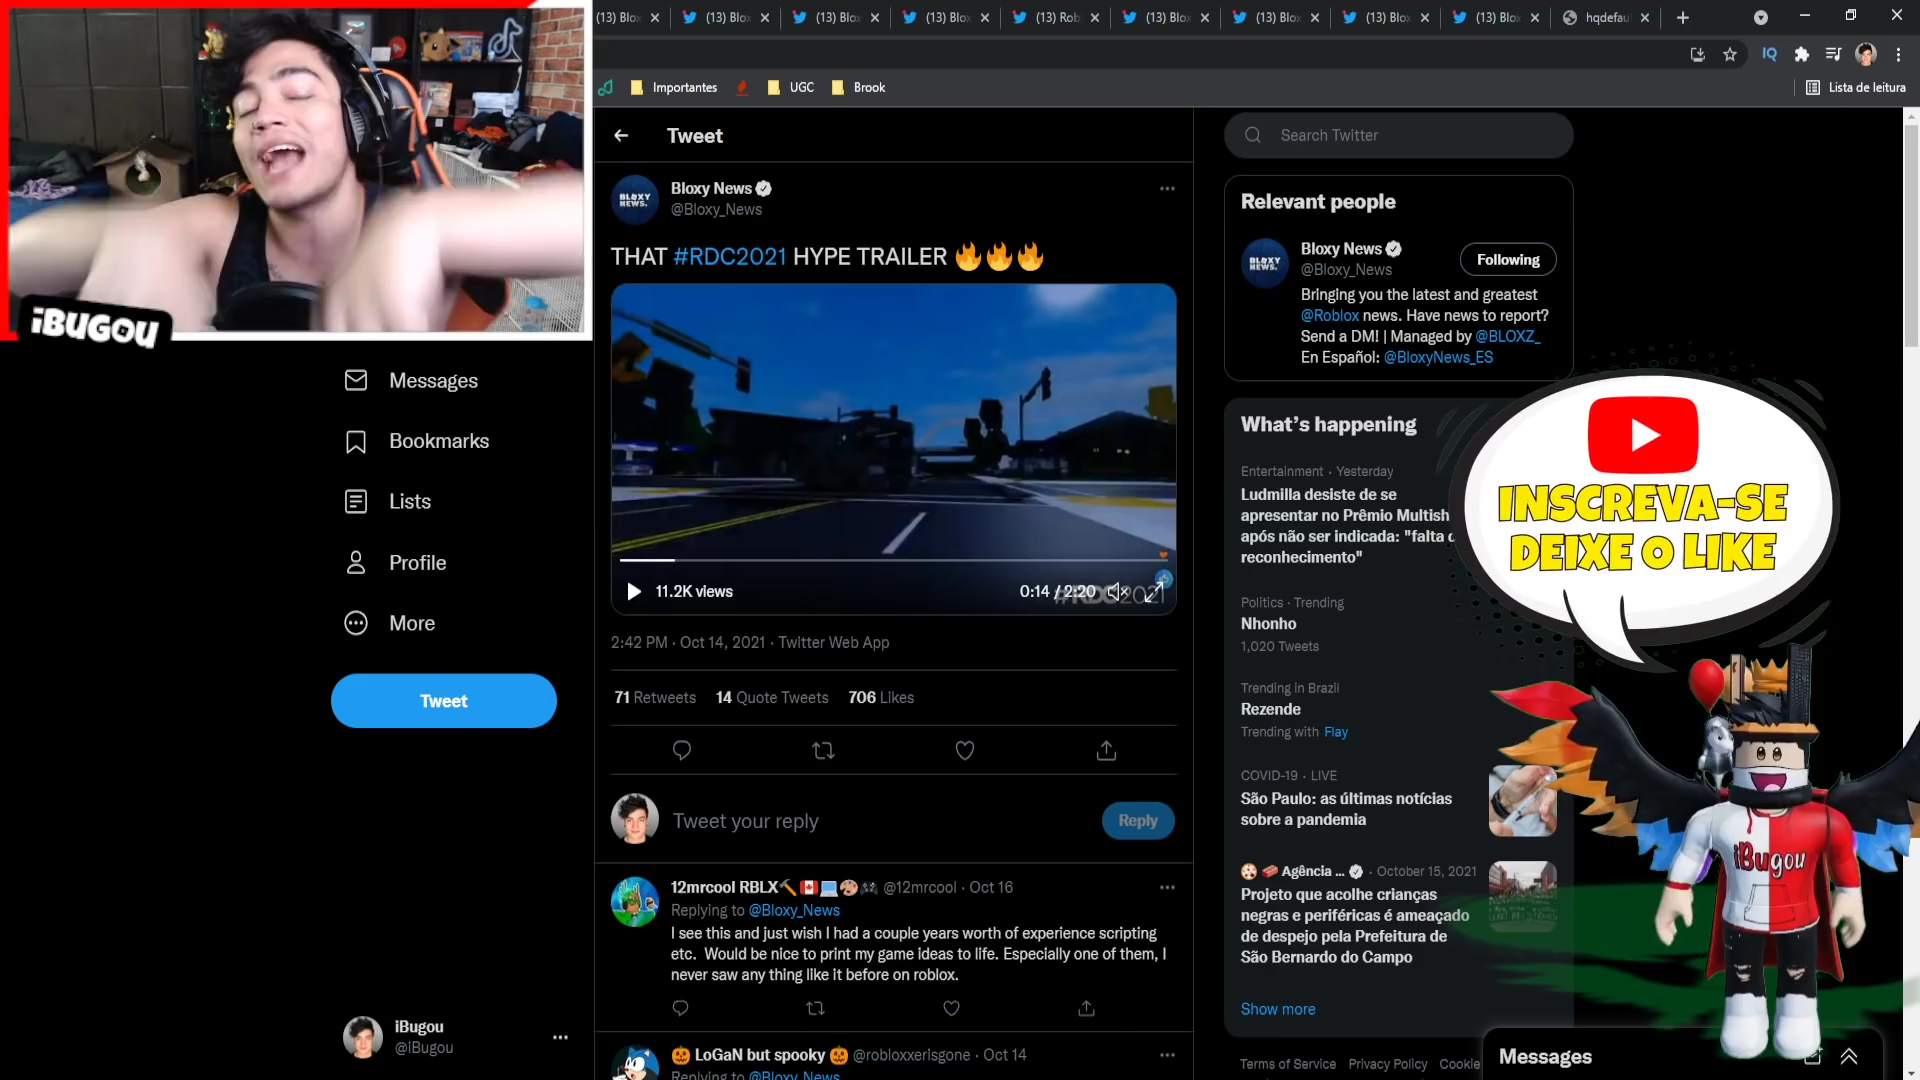 (13) Blox
(13) Blo
(13) Blo
(13) Blo
(13) Rob
(13) Blo
(13) Blo
(13) Blo
(13) Blo
hqdefau
IQ
Importantes
UGC
Brook
Lista de leitura
iBUGOU
Messages
Bookmarks
Lists
Profile
More
Tweet
iBugou
@iBugou
Tweet
BLOXY NEWS.
Bloxy News
@Bloxy_News
THAT #RDC2021 HYPE TRAILER 🔥🔥🔥
11.2K views
0:14 / 2:20
#RDC2021
2:42 PM · Oct 14, 2021 · Twitter Web App
71 Retweets 14 Quote Tweets 706 Likes
Tweet your reply
Reply
12mrcool RBLX🔨🇨🇦💻🎨🎮 @12mrcool · Oct 16
Replying to @Bloxy_News
I see this and just wish I had a couple years worth of experience scripting
etc. Would be nice to print my game ideas to life. Especially one of them, I
never saw any thing like it before on roblox.
🎃 LoGaN but spooky 🎃 @robloxxerisgone · Oct 14
Replying to @Bloxy_News
Search Twitter
Relevant people
BLOXY NEWS.
Bloxy News
@Bloxy_News
Following
Bringing you the latest and greatest
@Roblox news. Have news to report?
Send a DM! | Managed by @BLOXZ_
En Español: @BloxyNews_ES
What's happening
Entertainment · Yesterday
Ludmilla desiste de se
apresentar no Prêmio Multish
após não ser indicada: "falta d
reconhecimento"
Politics · Trending
Nhonho
1,020 Tweets
Trending in Brazil
Rezende
Trending with Flay
COVID-19 · LIVE
São Paulo: as últimas notícias
sobre a pandemia
Agência ... · October 15, 2021
Projeto que acolhe crianças
negras e periféricas é ameaçado
de despejo pela Prefeitura de
São Bernardo do Campo
Show more
Terms of Service Privacy Policy Cookie
Messages
INSCREVA-SE
DEIXE O LIKE
iBugou